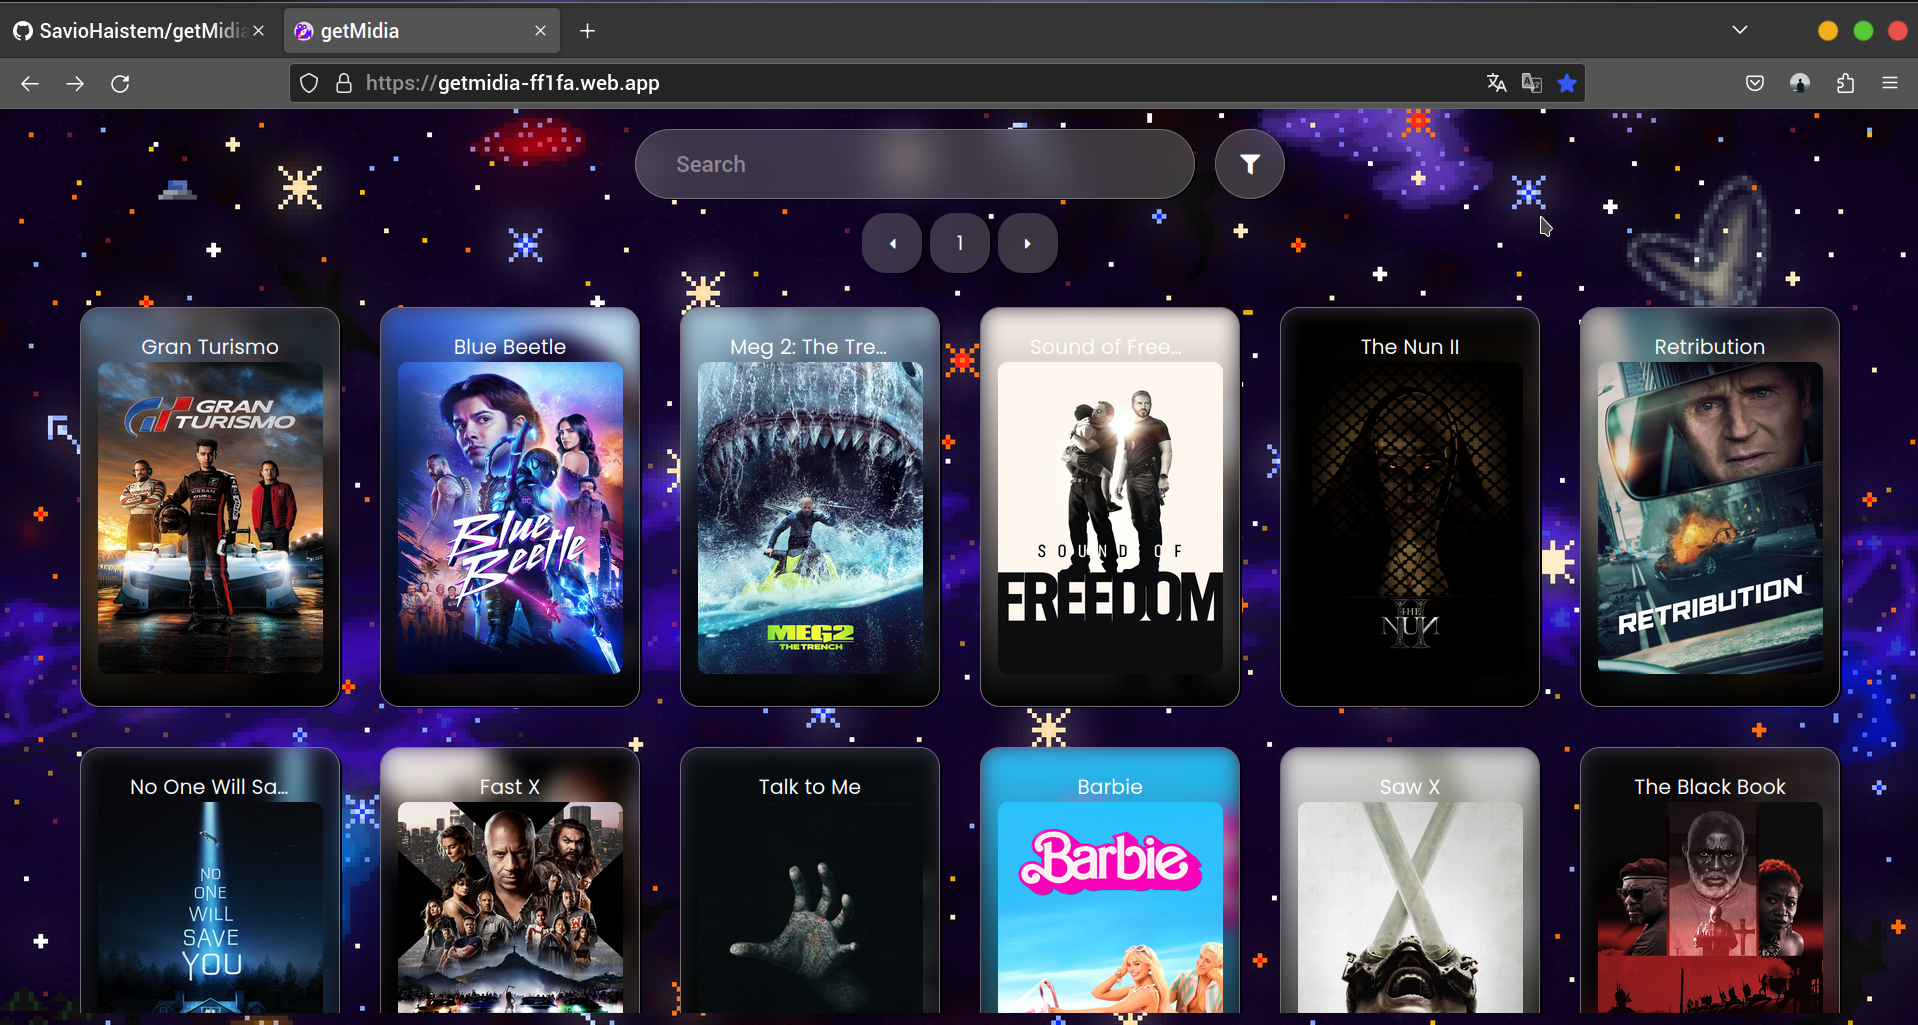 SavioHaistem/getMidia
getMidia
https://getmidia-ff1fa.web.app
Search
1
Gran Turismo
Blue Beetle
Meg 2: The Tre...
Sound of Free...
The Nun II
Retribution
GRAN
TURISMO
DC
Blue
Beetle
MEG2
THE TRENCH
SOUND OF
FREEDOM
THE
NUN
II
RETRIBUTION
No One Will Sa...
Fast X
Talk to Me
Barbie
Saw X
The Black Book
NO
ONE
WILL
SAVE
YOU
Barbie